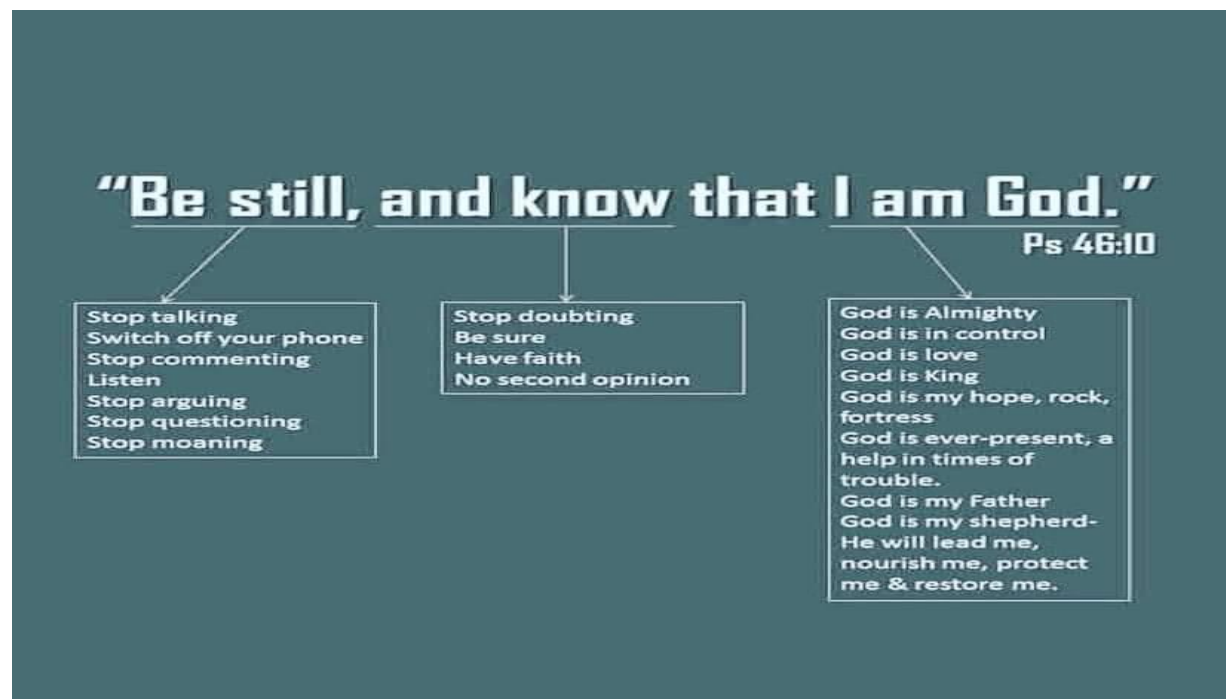 “Be still, and know that I am God.”
Ps 46:10
Stop talking
Switch off your phone
Stop commenting
Listen
Stop arguing
Stop questioning
Stop moaning
Stop doubting
Be sure
Have faith
No second opinion
God is Almighty
God is in control
God is love
God is King
God is my hope, rock,
fortress
God is ever-present, a
help in times of
trouble.
God is my Father
God is my shepherd-
He will lead me,
nourish me, protect
me & restore me.